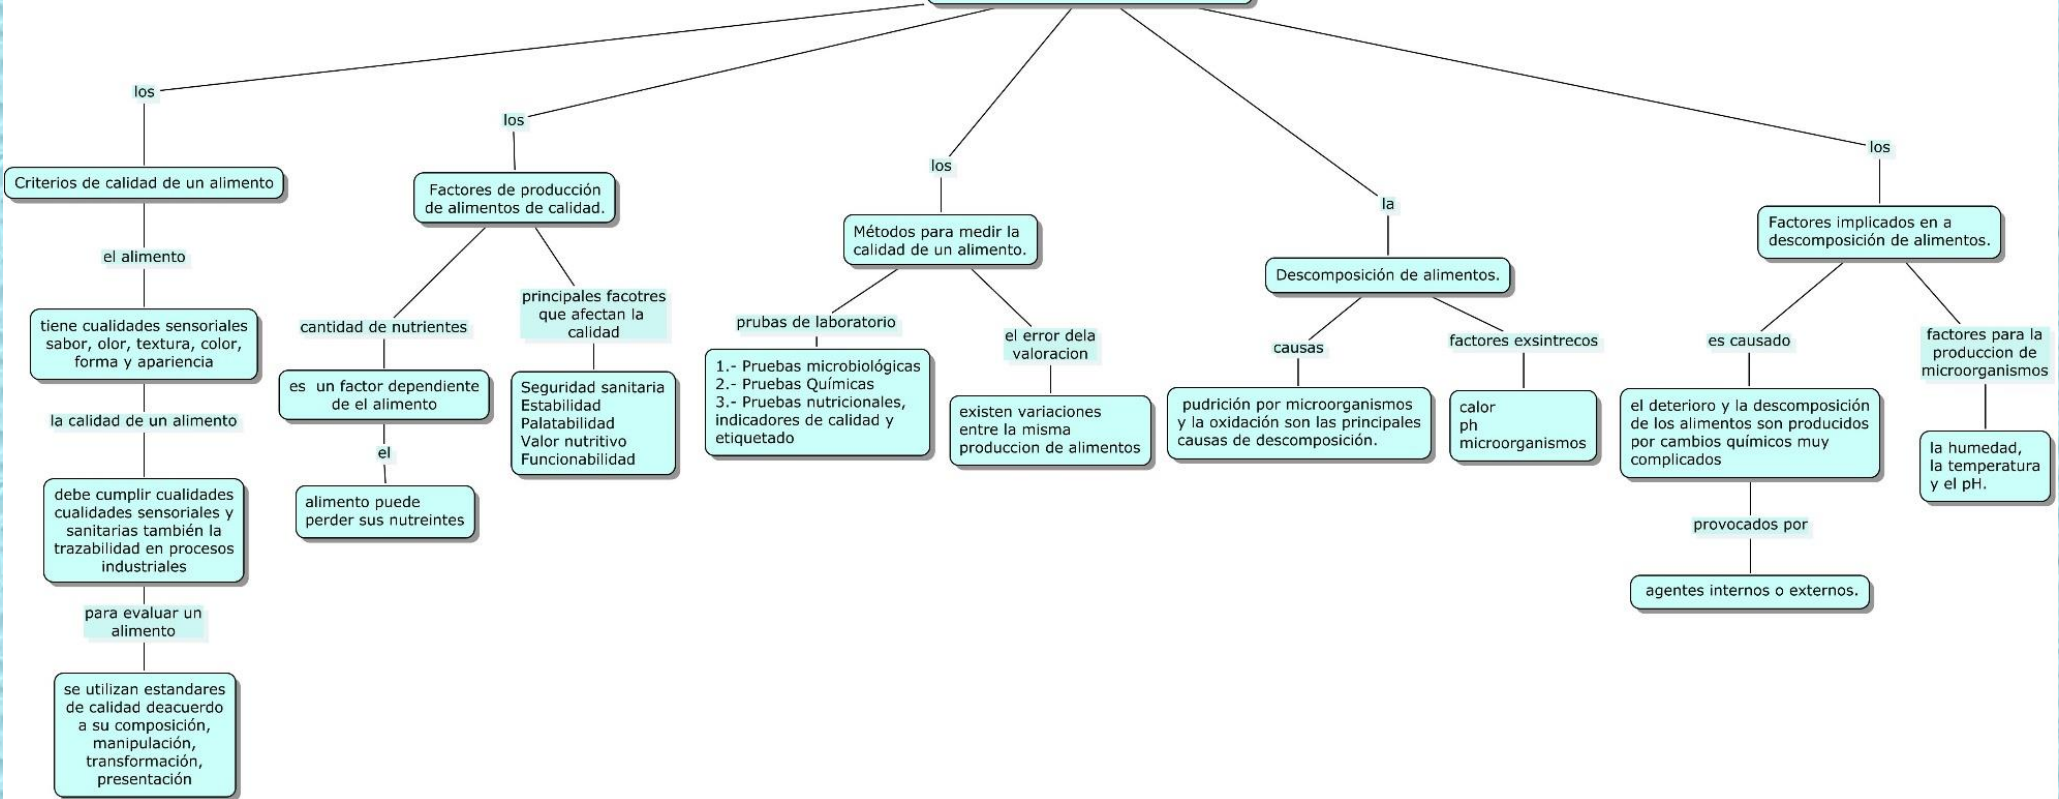 los
Criterios de calidad de un alimento
el alimento
tiene cualidades sensoriales
sabor, olor, textura, color,
forma y apariencia
la calidad de un alimento
debe cumplir cualidades
cualidades sensoriales y
sanitarias también la
trazabilidad en procesos
industriales
para evaluar un
alimento
se utilizan estandares
de calidad deacuerdo
a su composición,
manipulación,
transformación,
presentación
los
Factores de producción
de alimentos de calidad.
cantidad de nutrientes
es un factor dependiente
de el alimento
el
alimento puede
perder sus nutreintes
principales facotres
que afectan la
calidad
Seguridad sanitaria
Estabilidad
Palatabilidad
Valor nutritivo
Funcionabilidad
los
Métodos para medir la
calidad de un alimento.
prubas de laboratorio
1.- Pruebas microbiológicas
2.- Pruebas Químicas
3.- Pruebas nutricionales,
indicadores de calidad y
etiquetado
el error dela
valoracion
existen variaciones
entre la misma
produccion de alimentos
la
Descomposición de alimentos.
causas
pudrición por microorganismos
y la oxidación son las principales
causas de descomposición.
factores exsintrecos
calor
ph
microorganismos
los
Factores implicados en a
descomposición de alimentos.
es causado
el deterioro y la descomposición
de los alimentos son producidos
por cambios químicos muy
complicados
provocados por
agentes internos o externos.
factores para la
produccion de
microorganismos
la humedad,
la temperatura
y el pH.